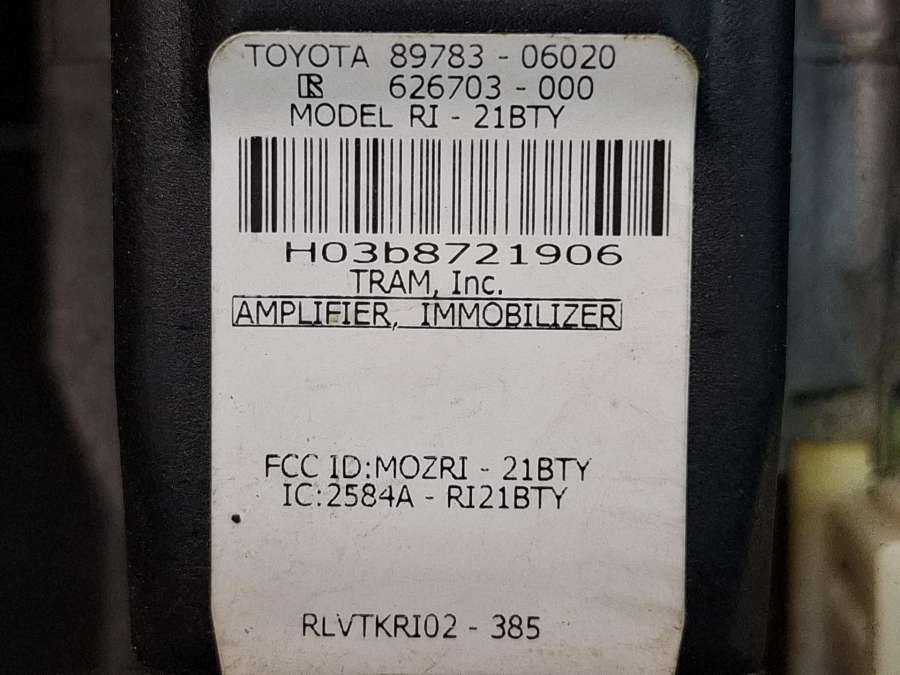 TOYOTA 89783 - 06020
R 626703 - 000
MODEL RI - 21BTY
H03b8721906
TRAM, Inc.
AMPLIFIER, IMMOBILIZER
FCC ID:MOZRI - 21BTY
IC:2584A - RI21BTY
RLVTKRI02 - 385